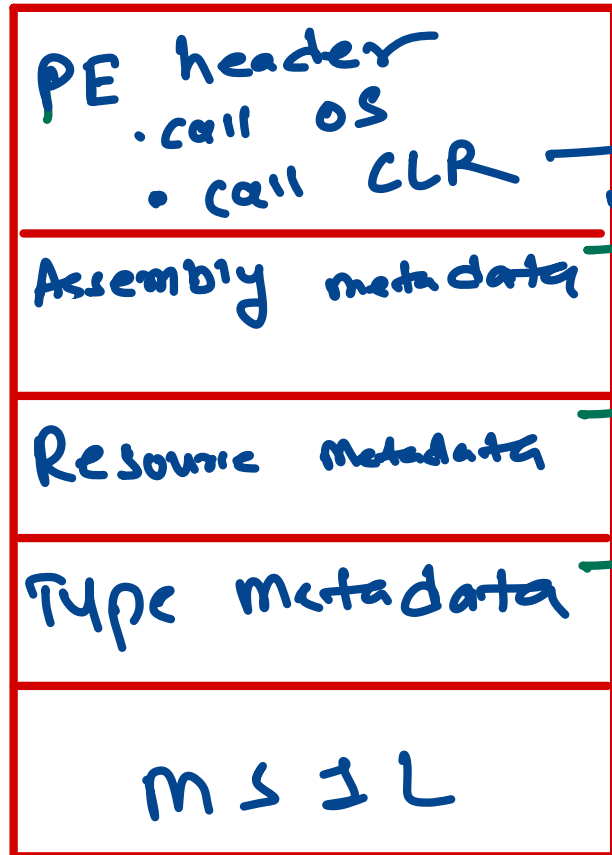 PE header
• call OS
• call CLR
Assembly metadata
Resource metadata
Type metadata
MSIL